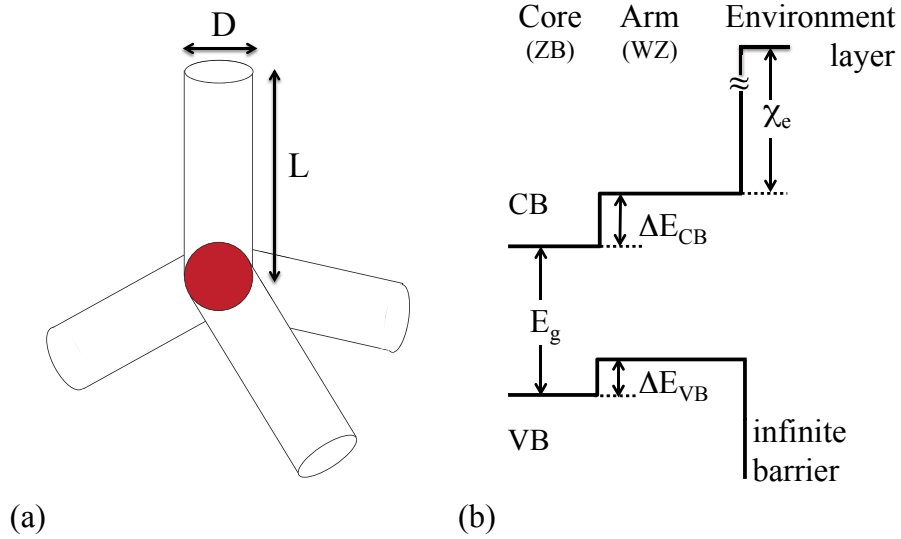 D
L
(a)
Core
(ZB)
Arm
(WZ)
Environment
layer
≈
χe
CB
ΔECB
Eg
ΔEVB
VB
infinite
barrier
(b)